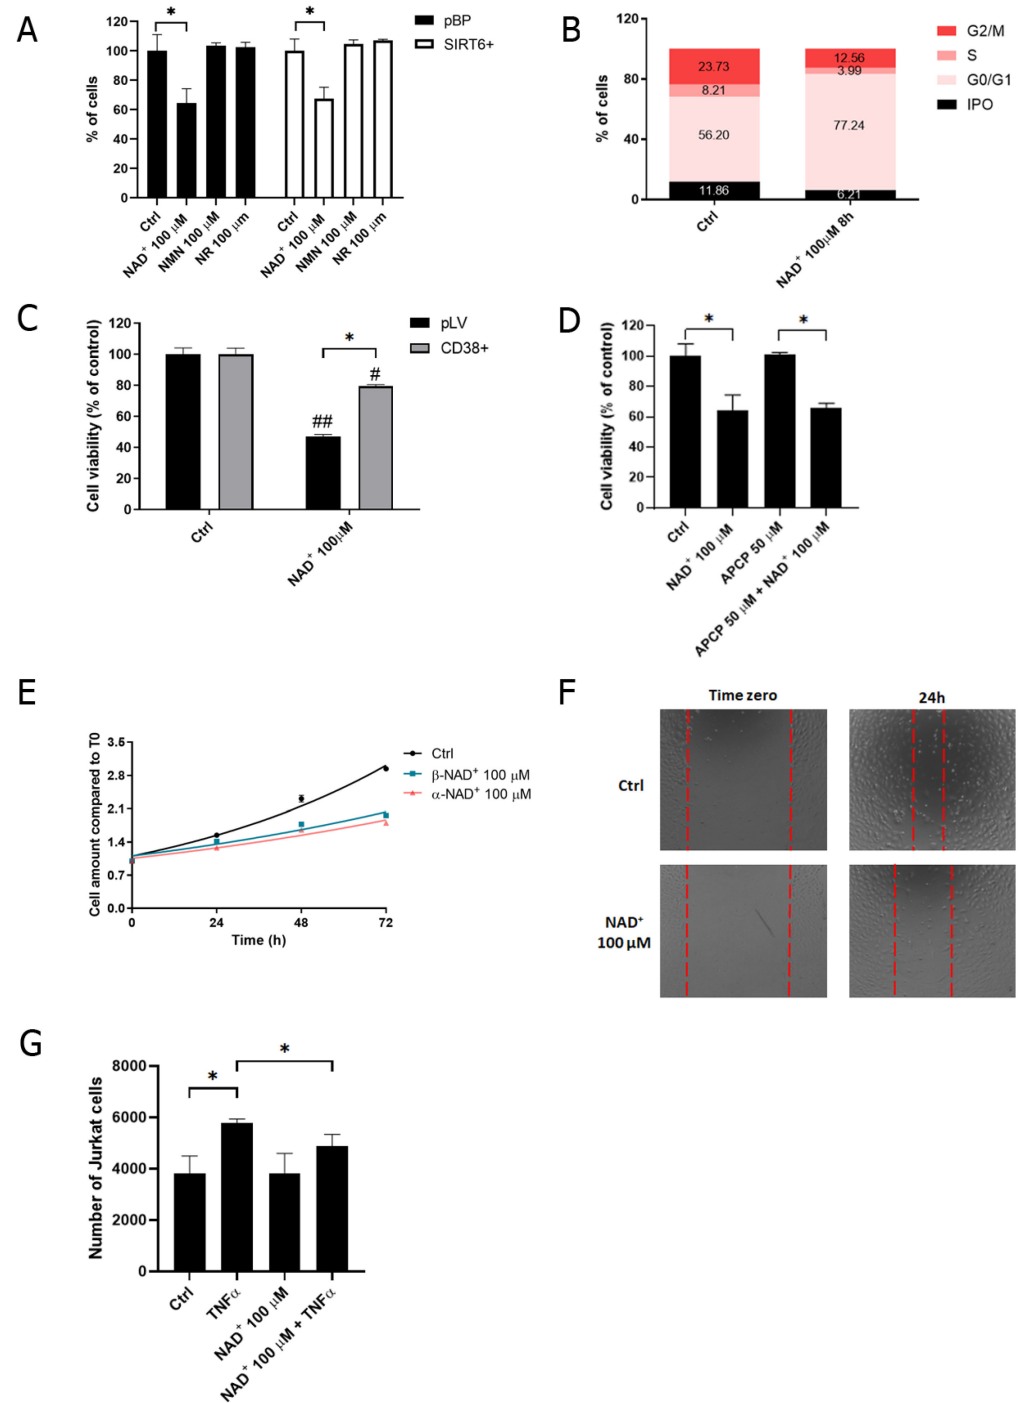 A
% of cells
120
100
80
60
40
20
0
*
*
pBP
SIRT6+
Ctrl
NAD+ 100 μM
NMN 100 μM
NR 100 μm
Ctrl
NAD+ 100 μM
NMN 100 μM
NR 100 μm
B
% of cells
120
80
40
0
23.73
8.21
56.20
11.86
12.56
3.99
77.24
6.21
G2/M
S
G0/G1
IPO
Ctrl
NAD+ 100μM 8h
C
Cell viability (% of control)
120
100
80
60
40
20
0
*
##
#
pLV
CD38+
Ctrl
NAD+ 100μM
D
Cell viability (% of control)
120
100
80
60
40
20
0
*
*
Ctrl
NAD+ 100 μM
APCP 50 μM
APCP 50 μM + NAD+ 100 μM
E
Cell amount compared to T0
3.5
2.8
2.1
1.4
0.7
0.0
0
24
48
72
Time (h)
Ctrl
β-NAD+ 100 μM
α-NAD+ 100 μM
F
Time zero
24h
Ctrl
NAD+
100 μM
G
Number of Jurkat cells
8000
6000
4000
2000
0
*
*
Ctrl
TNFα
NAD+ 100 μM
NAD+ 100 μM + TNFα